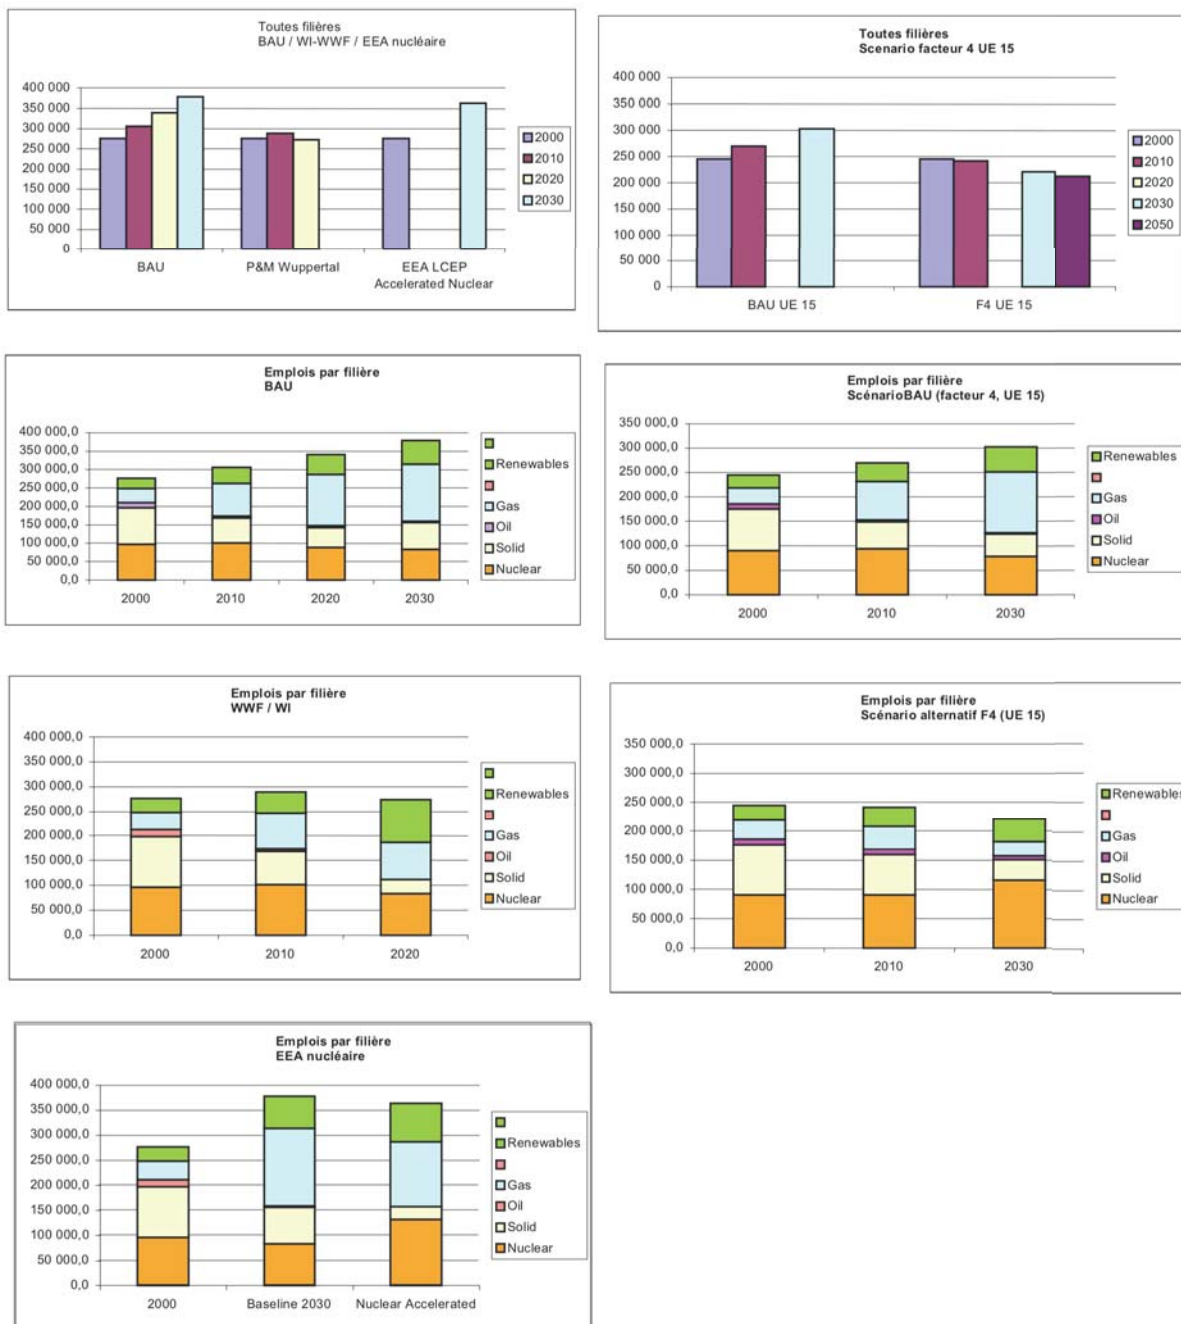 Toutes filières
BAU / WI-WWF / EEA nucléaire
400 000
350 000
300 000
250 000
200 000
150 000
100 000
50 000
0
BAU
P&M Wuppertal
EEA LCEP
Accelerated Nuclear
2000
2010
2020
2030
Toutes filières
Scenario facteur 4 UE 15
400 000
350 000
300 000
250 000
200 000
150 000
100 000
50 000
0
BAU UE 15
F4 UE 15
2000
2010
2020
2030
2050
Emplois par filière
BAU
400 000,0
350 000,0
300 000,0
250 000,0
200 000,0
150 000,0
100 000,0
50 000,0
0,0
2000
2010
2020
2030
Renewables
Gas
Oil
Solid
Nuclear
Emplois par filière
ScénarioBAU (facteur 4, UE 15)
350 000,0
300 000,0
250 000,0
200 000,0
150 000,0
100 000,0
50 000,0
0,0
2000
2010
2030
Renewables
Gas
Oil
Solid
Nuclear
Emplois par filière
WWF / WI
400 000,0
350 000,0
300 000,0
250 000,0
200 000,0
150 000,0
100 000,0
50 000,0
0,0
2000
2010
2020
Renewables
Gas
Oil
Solid
Nuclear
Emplois par filière
Scénario alternatif F4 (UE 15)
350 000,0
300 000,0
250 000,0
200 000,0
150 000,0
100 000,0
50 000,0
0,0
2000
2010
2030
Renewables
Gas
Oil
Solid
Nuclear
Emplois par filière
EEA nucléaire
400 000,0
350 000,0
300 000,0
250 000,0
200 000,0
150 000,0
100 000,0
50 000,0
0,0
2000
Baseline 2030
Nuclear Accelerated
Renewables
Gas
Oil
Solid
Nuclear